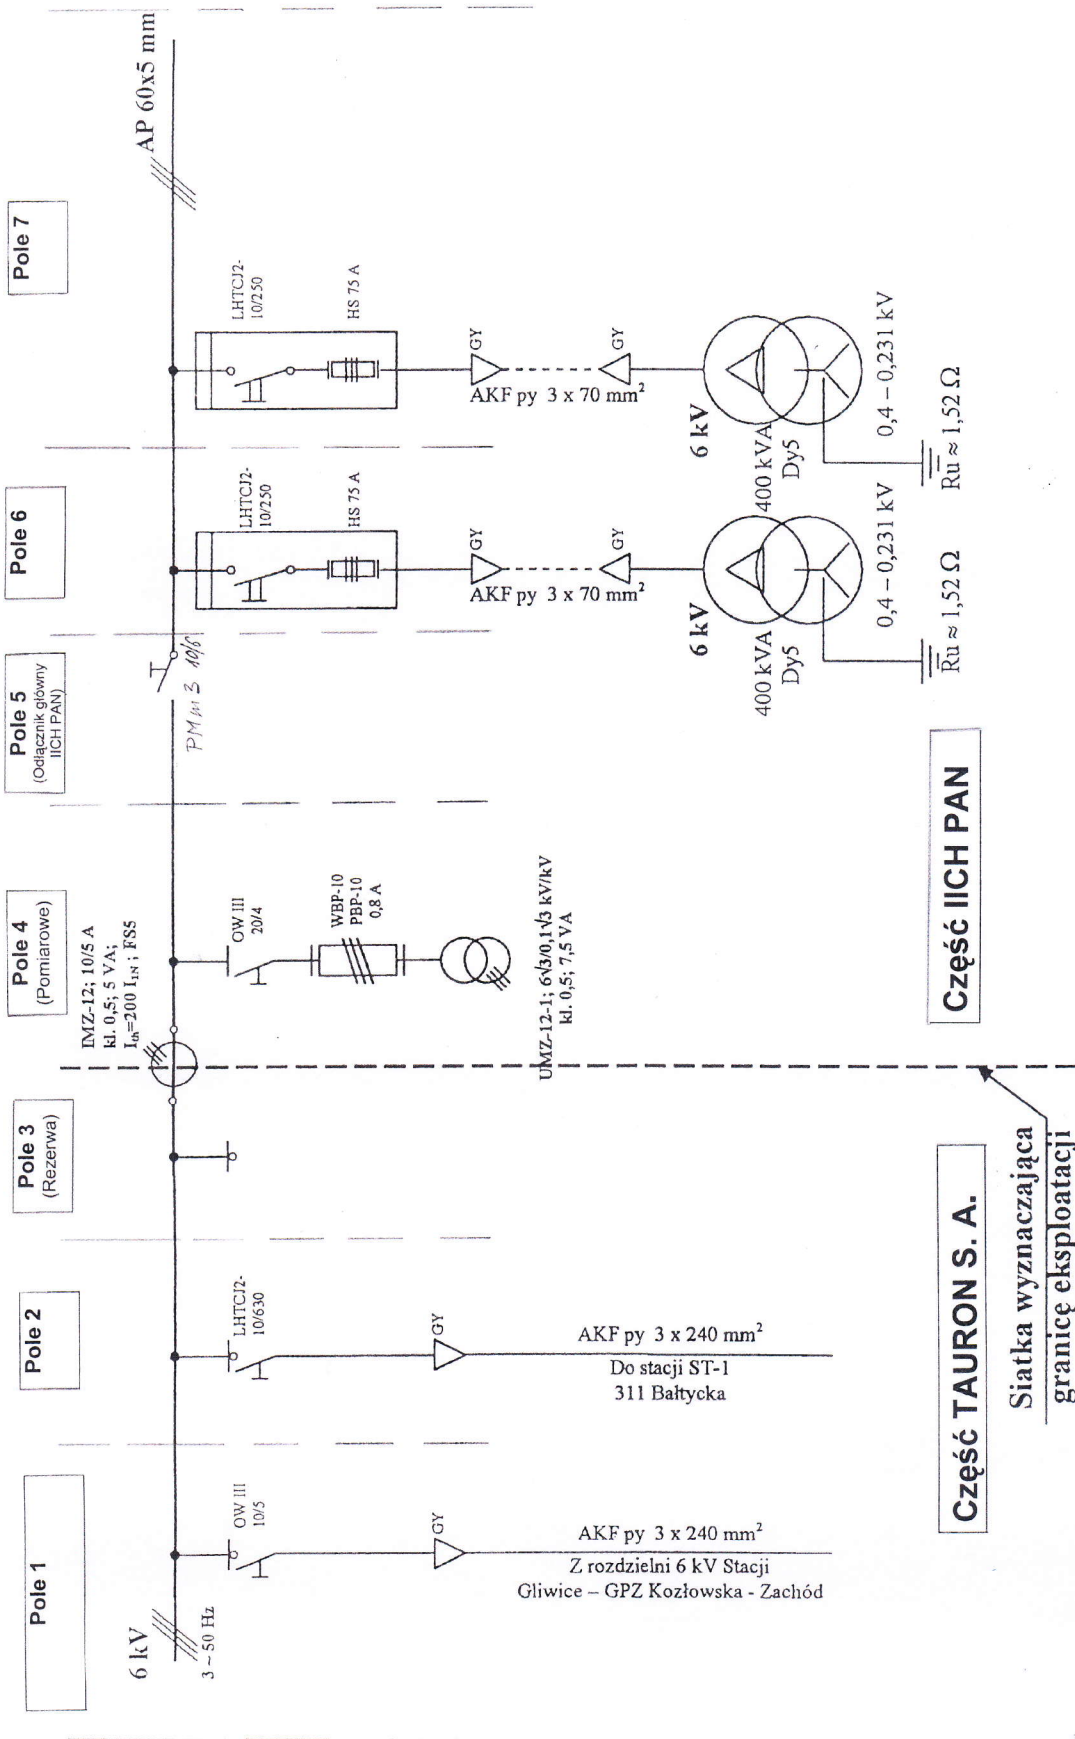 Pole 1
Pole 2
Pole 3
(Rezerwa)
Pole 4
(Pomiarowe)
Pole 5
(Odłącznik główny
IICH PAN)
Pole 6
Pole 7
6 kV
3 ~ 50 Hz
AP 60x5 mm
OW III
10/5
GY
AKF py 3 x 240 mm²
Z rozdzielni 6 kV Stacji
Gliwice – GPZ Kozłowska - Zachód
LHTCJ2-
10/630
GY
AKF py 3 x 240 mm²
Do stacji ST-1
311 Bałtycka
IMZ-12; 10/5 A
kl. 0,5; 5 VA;
Ith=200 I1N ; FS5
OW III
20/4
WBP-10
PBP-10
0,8 A
UMZ-12-1; 6√3/0,1√3 kV/kV
kl. 0,5; 7,5 VA
10/6
LHTCJ2-
10/250
HS 75 A
GY
AKF py 3 x 70 mm²
GY
6 kV
400 kVA
Dy5
0,4 – 0,231 kV
Ru ≈ 1,52 Ω
LHTCJ2-
10/250
HS 75 A
GY
AKF py 3 x 70 mm²
GY
6 kV
400 kVA
Dy5
0,4 – 0,231 kV
Ru ≈ 1,52 Ω
Część TAURON S. A.
Część IICH PAN
Siatka wyznaczająca
granicę eksploatacji